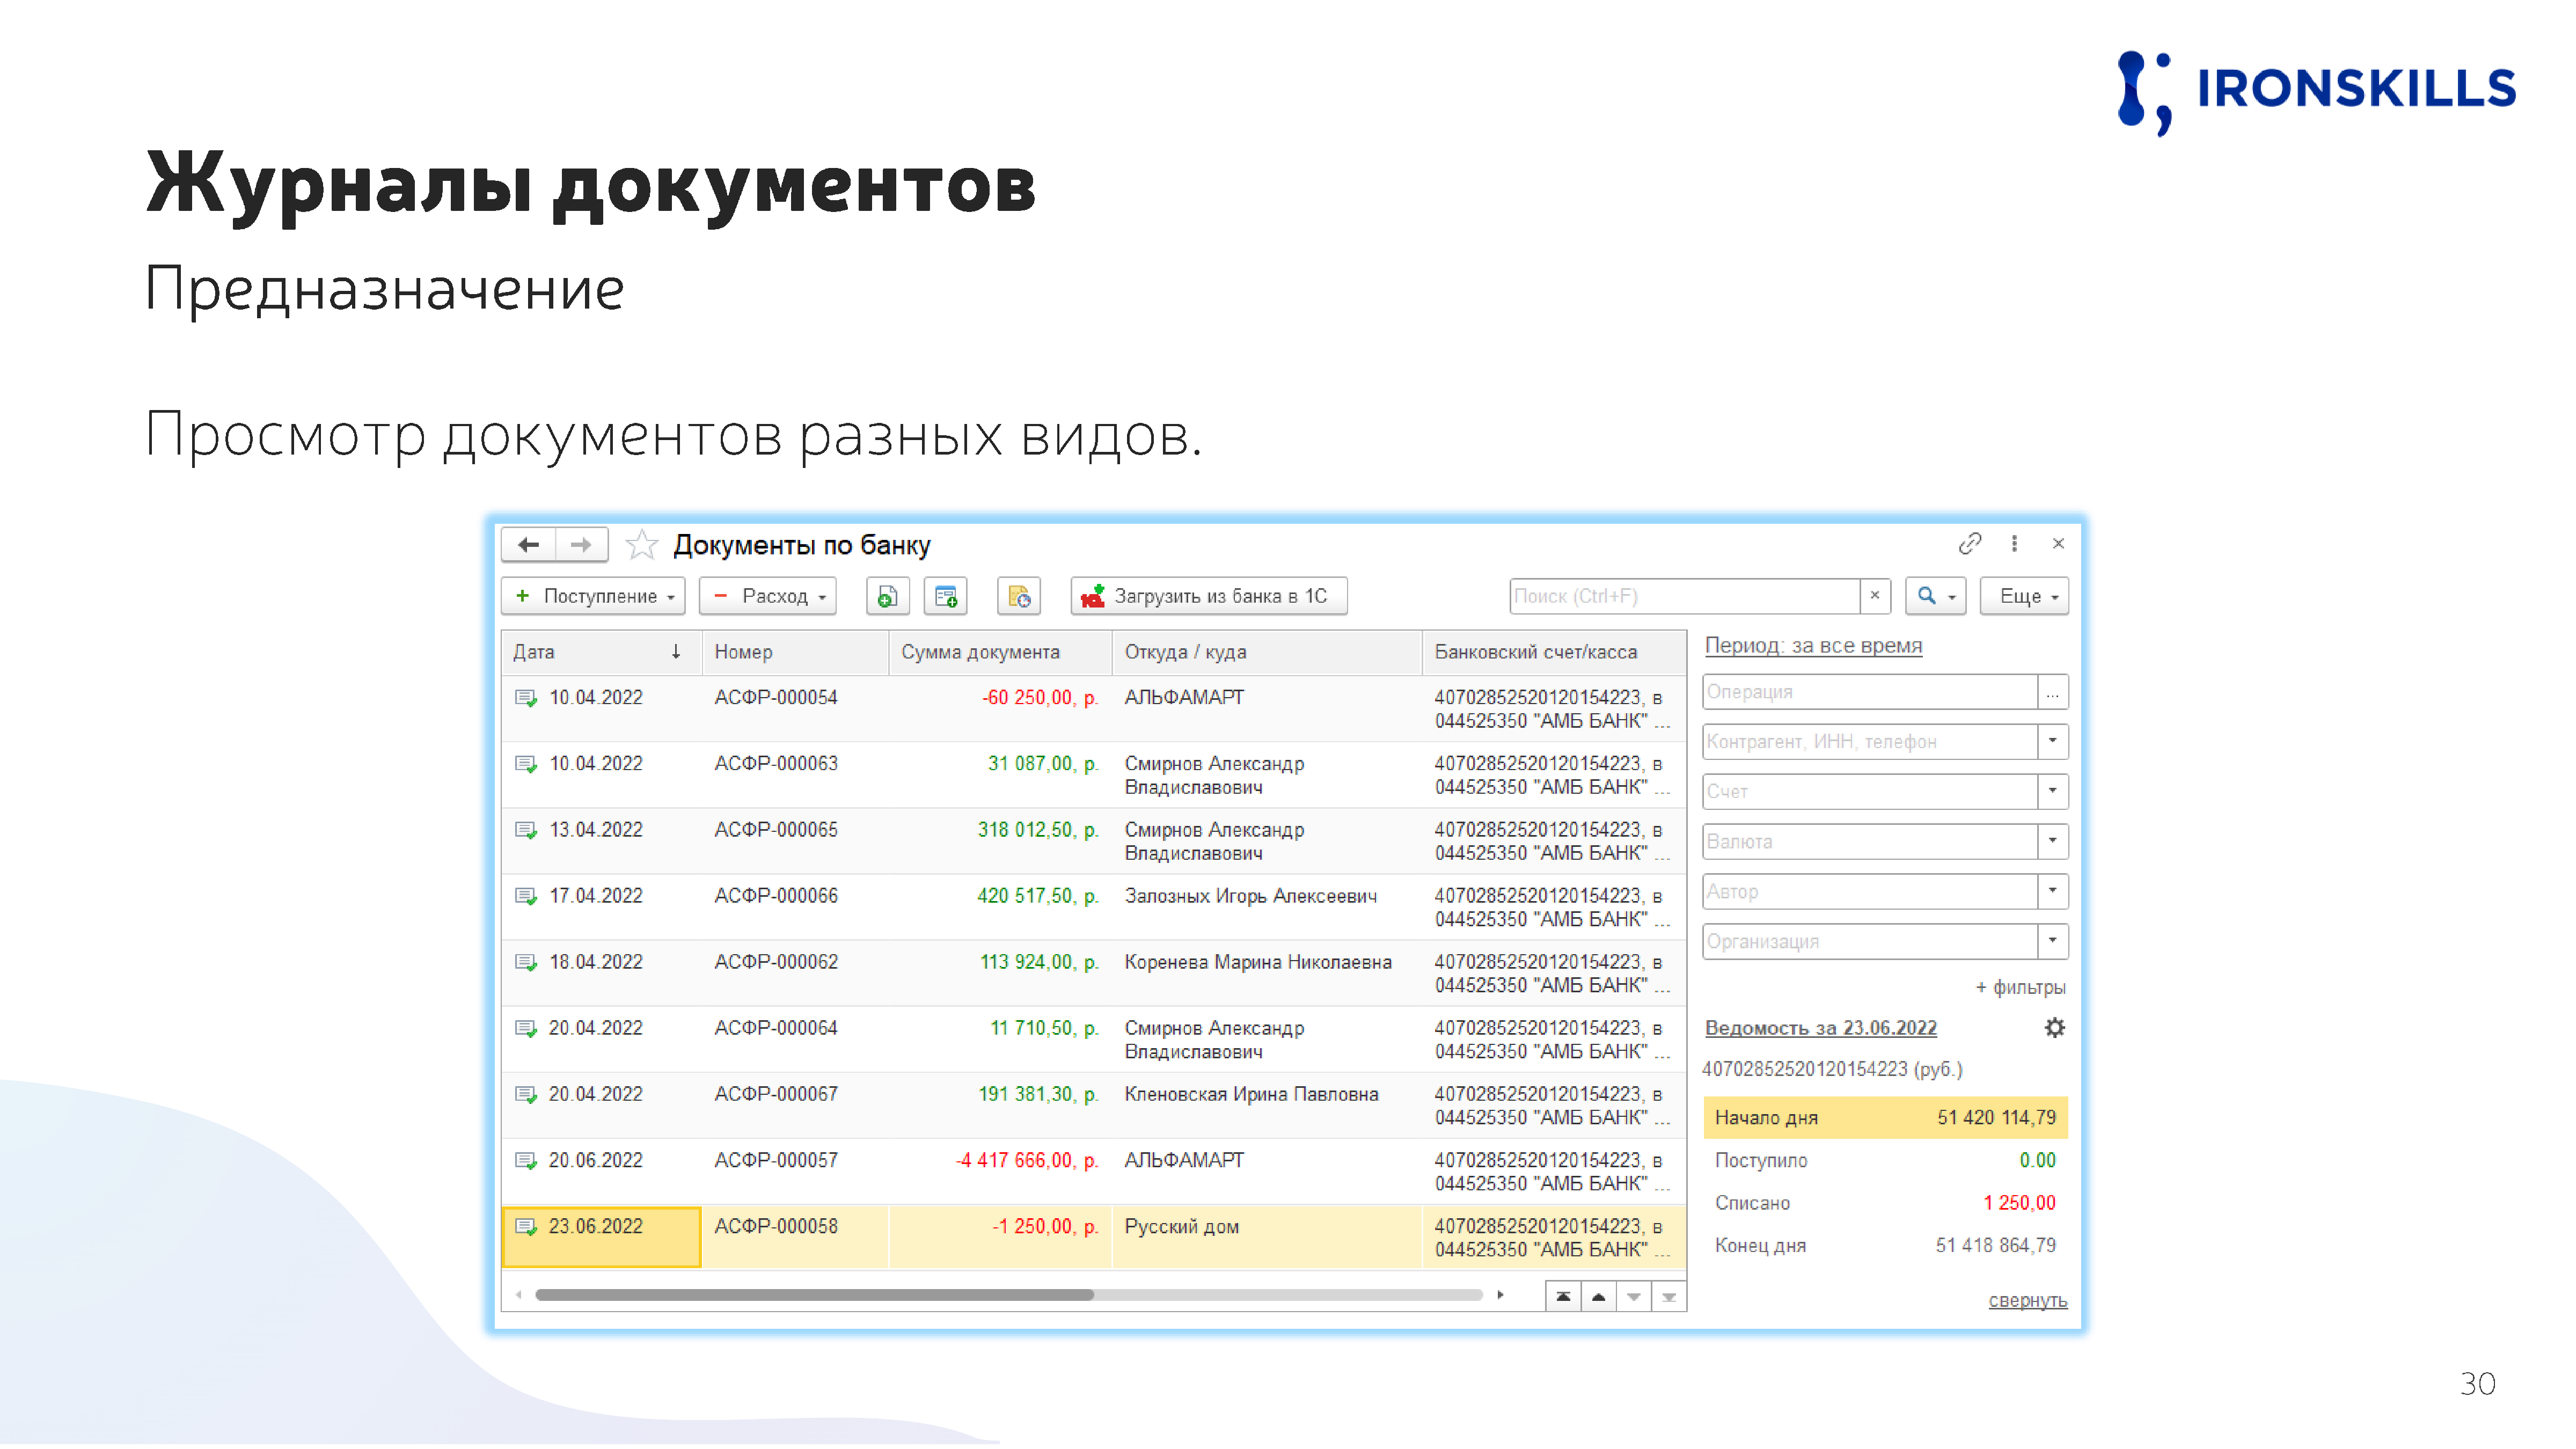 IRONSKILLS
Журналы документов
Предназначение
Просмотр документов разных видов.
Документы по банку
+ Поступление
− Расход
Загрузить из банка в 1С
Поиск (Ctrl+F)
×
Еще
Дата ↓ Номер Сумма документа Откуда / куда Банковский счет/касса
10.04.2022 АСФР-000054 -60 250,00, р. АЛЬФАМАРТ 40702852520120154223, в
044525350 "АМБ БАНК" ...
10.04.2022 АСФР-000063 31 087,00, р. Смирнов Александр 40702852520120154223, в
Владиславович 044525350 "АМБ БАНК" ...
13.04.2022 АСФР-000065 318 012,50, р. Смирнов Александр 40702852520120154223, в
Владиславович 044525350 "АМБ БАНК" ...
17.04.2022 АСФР-000066 420 517,50, р. Залозных Игорь Алексеевич 40702852520120154223, в
044525350 "АМБ БАНК" ...
18.04.2022 АСФР-000062 113 924,00, р. Коренева Марина Николаевна 40702852520120154223, в
044525350 "АМБ БАНК" ...
20.04.2022 АСФР-000064 11 710,50, р. Смирнов Александр 40702852520120154223, в
Владиславович 044525350 "АМБ БАНК" ...
20.04.2022 АСФР-000067 191 381,30, р. Кленовская Ирина Павловна 40702852520120154223, в
044525350 "АМБ БАНК" ...
20.06.2022 АСФР-000057 -4 417 666,00, р. АЛЬФАМАРТ 40702852520120154223, в
044525350 "АМБ БАНК" ...
23.06.2022 АСФР-000058 -1 250,00, р. Русский дом 40702852520120154223, в
044525350 "АМБ БАНК" ...
Период: за все время
Операция ...
Контрагент, ИНН, телефон
Счет
Валюта
Автор
Организация
+ фильтры
Ведомость за 23.06.2022
40702852520120154223 (руб.)
Начало дня 51 420 114,79
Поступило 0.00
Списано 1 250,00
Конец дня 51 418 864,79
свернуть
30